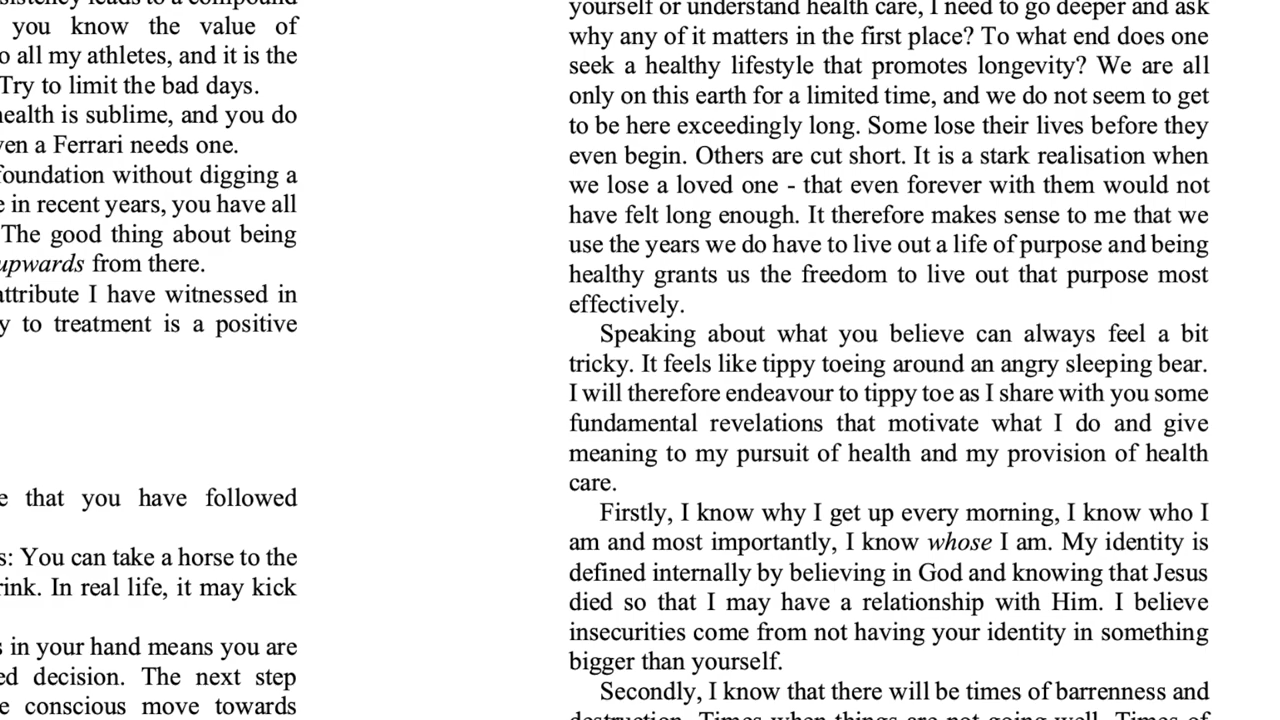 you know the value of
o all my athletes, and it is the
Try to limit the bad days.
health is sublime, and you do
ven a Ferrari needs one.
foundation without digging a
e in recent years, you have all
The good thing about being
upwards from there.
attribute I have witnessed in
y to treatment is a positive
e that you have followed
s: You can take a horse to the
rink. In real life, it may kick
s in your hand means you are
ed decision. The next step
e conscious move towards
yourself or understand health care, I need to go deeper and ask
why any of it matters in the first place? To what end does one
seek a healthy lifestyle that promotes longevity? We are all
only on this earth for a limited time, and we do not seem to get
to be here exceedingly long. Some lose their lives before they
even begin. Others are cut short. It is a stark realisation when
we lose a loved one - that even forever with them would not
have felt long enough. It therefore makes sense to me that we
use the years we do have to live out a life of purpose and being
healthy grants us the freedom to live out that purpose most
effectively.
Speaking about what you believe can always feel a bit
tricky. It feels like tippy toeing around an angry sleeping bear.
I will therefore endeavour to tippy toe as I share with you some
fundamental revelations that motivate what I do and give
meaning to my pursuit of health and my provision of health
care.
Firstly, I know why I get up every morning, I know who I
am and most importantly, I know whose I am. My identity is
defined internally by believing in God and knowing that Jesus
died so that I may have a relationship with Him. I believe
insecurities come from not having your identity in something
bigger than yourself.
Secondly, I know that there will be times of barrenness and
destruction. Times when things are not going well. Times of